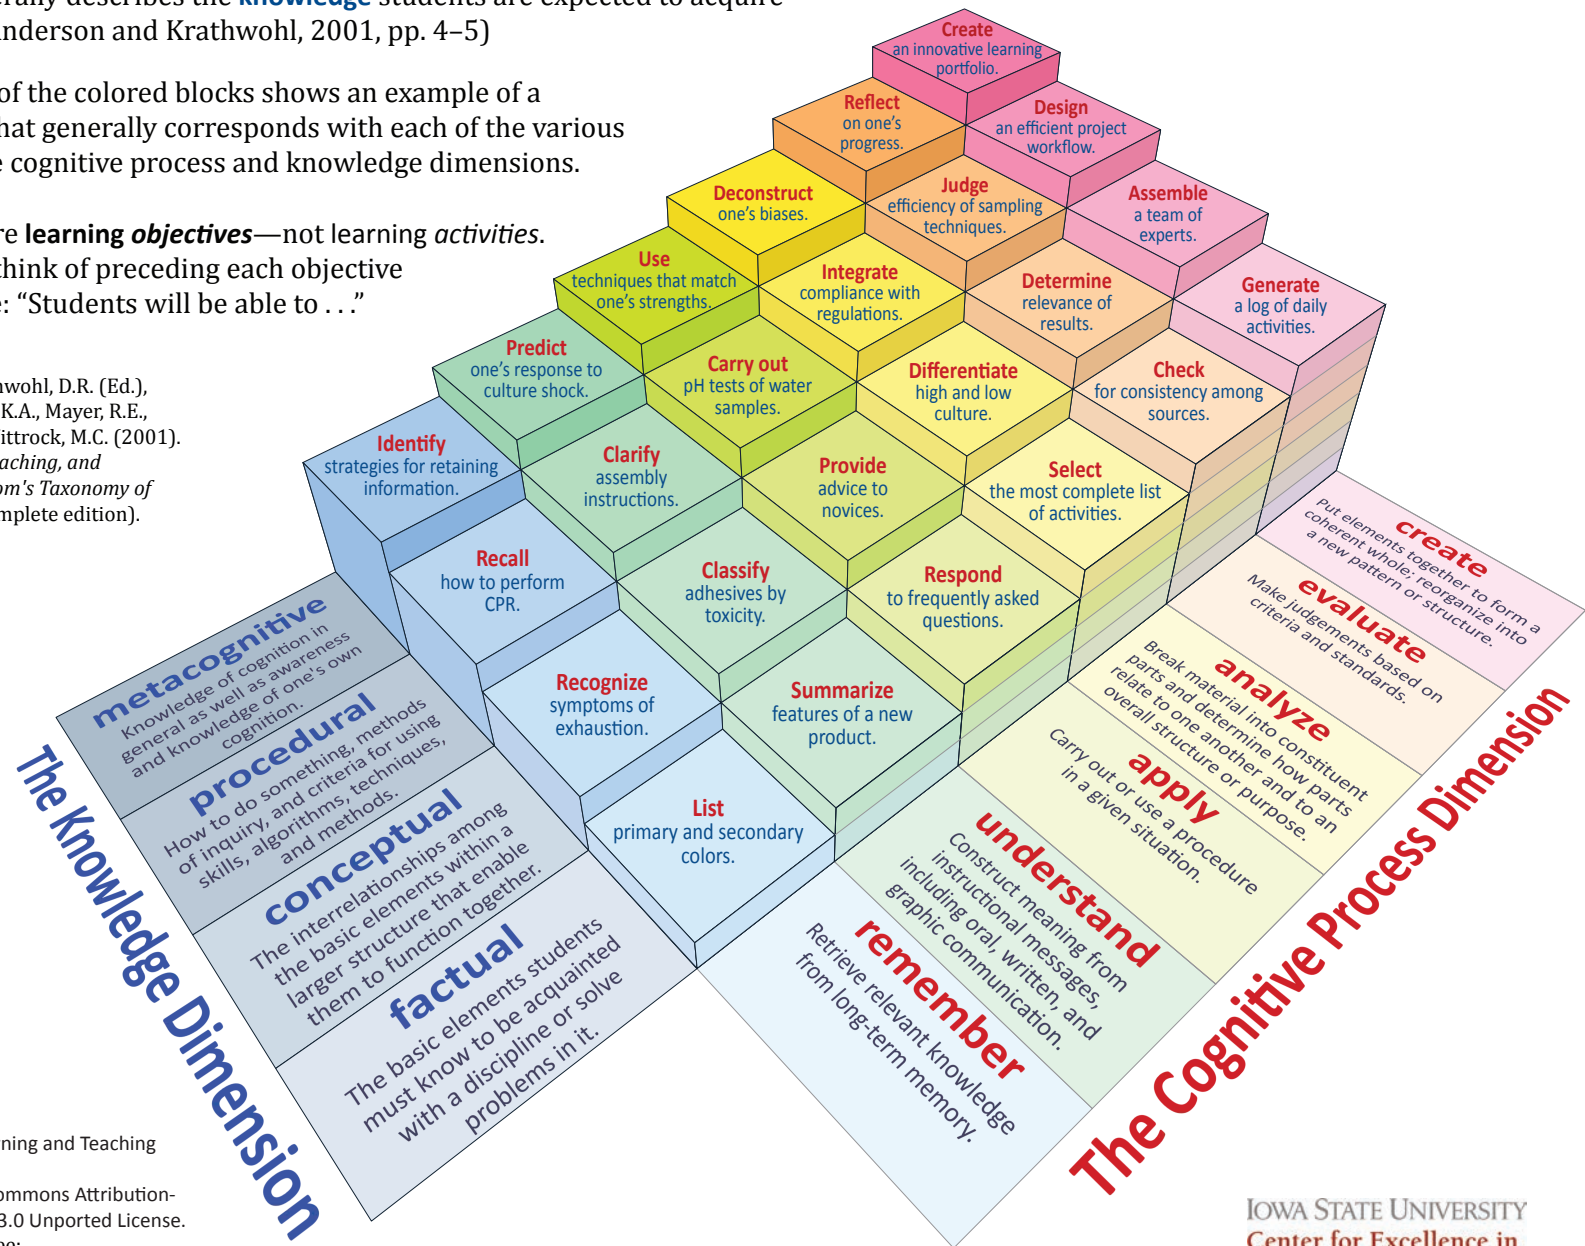 erally describes the knowledge students are expected to acquire
nderson and Krathwohl, 2001, pp. 4–5)
of the colored blocks shows an example of a
hat generally corresponds with each of the various
e cognitive process and knowledge dimensions.
re learning objectives—not learning activities.
think of preceding each objective
e: “Students will be able to . . .”
nwohl, D.R. (Ed.),
K.A., Mayer, R.E.,
Wittrock, M.C. (2001).
aching, and
om's Taxonomy of
mplete edition).
Create
an innovative learning
portfolio.
Reflect
on one’s
progress.
Design
an efficient project
workflow.
Deconstruct
one’s biases.
Judge
efficiency of sampling
techniques.
Assemble
a team of
experts.
Use
techniques that match
one’s strengths.
Integrate
compliance with
regulations.
Determine
relevance of
results.
Generate
a log of daily
activities.
Predict
one’s response to
culture shock.
Carry out
pH tests of water
samples.
Differentiate
high and low
culture.
Check
for consistency among
sources.
Identify
strategies for retaining
information.
Clarify
assembly
instructions.
Provide
advice to
novices.
Select
the most complete list
of activities.
Recall
how to perform
CPR.
Classify
adhesives by
toxicity.
Respond
to frequently asked
questions.
Recognize
symptoms of
exhaustion.
Summarize
features of a new
product.
List
primary and secondary
colors.
metacognitive
Knowledge of cognition in
general as well as awareness
and knowledge of one's own
cognition.
procedural
How to do something, methods
of inquiry, and criteria for using
skills, algorithms, techniques,
and methods.
conceptual
The interrelationships among
the basic elements within a
larger structure that enable
them to function together.
factual
The basic elements students
must know to be acquainted
with a discipline or solve
problems in it.
The Knowledge Dimension
create
Put elements together to form a
coherent whole; reorganize into
a new pattern or structure.
evaluate
Make judgements based on
criteria and standards.
analyze
Break material into constituent
parts and determine how parts
relate to one another and to an
overall structure or purpose.
apply
Carry out or use a procedure
in a given situation.
understand
Construct meaning from
instructional messages,
including oral, written, and
graphic communication.
remember
Retrieve relevant knowledge
from long-term memory.
The Cognitive Process Dimension
rning and Teaching
ommons Attribution-
3.0 Unported License.
IOWA STATE UNIVERSITY
Center for Excellence in